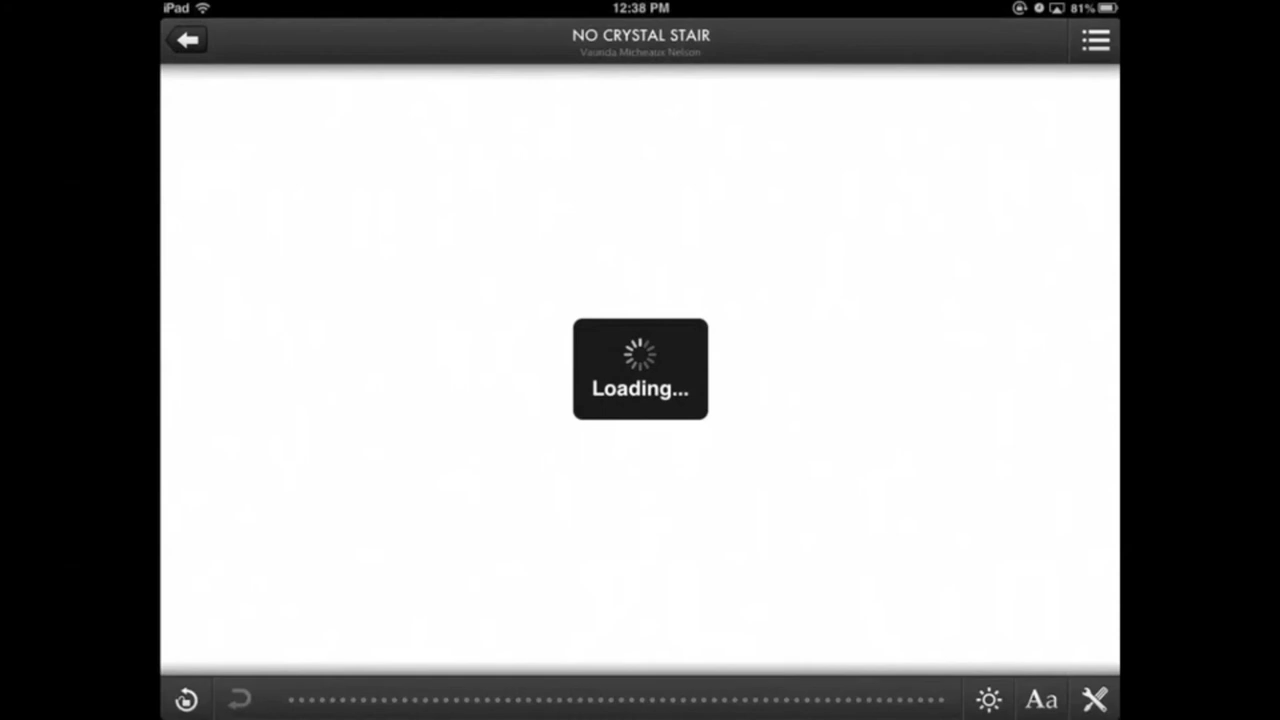 iPad 12:38 PM 81%
NO CRYSTAL STAIR
Vaunda Micheaux Nelson
Loading...
Aa